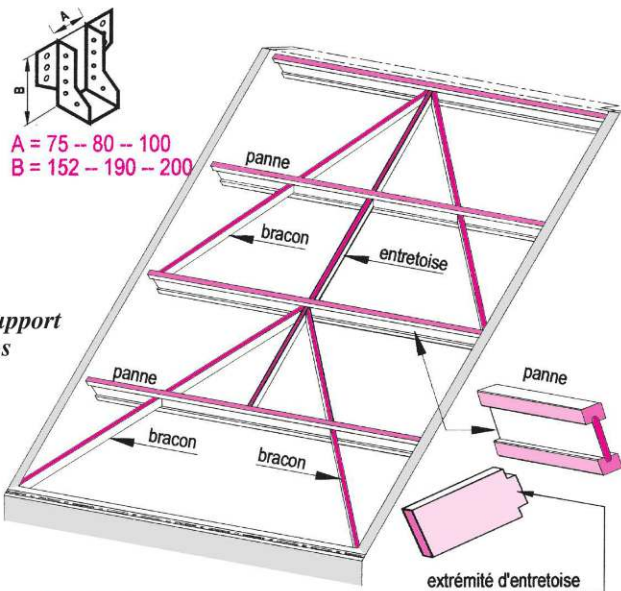 A
B
A = 75 -- 80 -- 100
B = 152 -- 190 -- 200
panne
bracon
entretoise
upport
s
panne
panne
bracon
bracon
extrémité d'entretoise